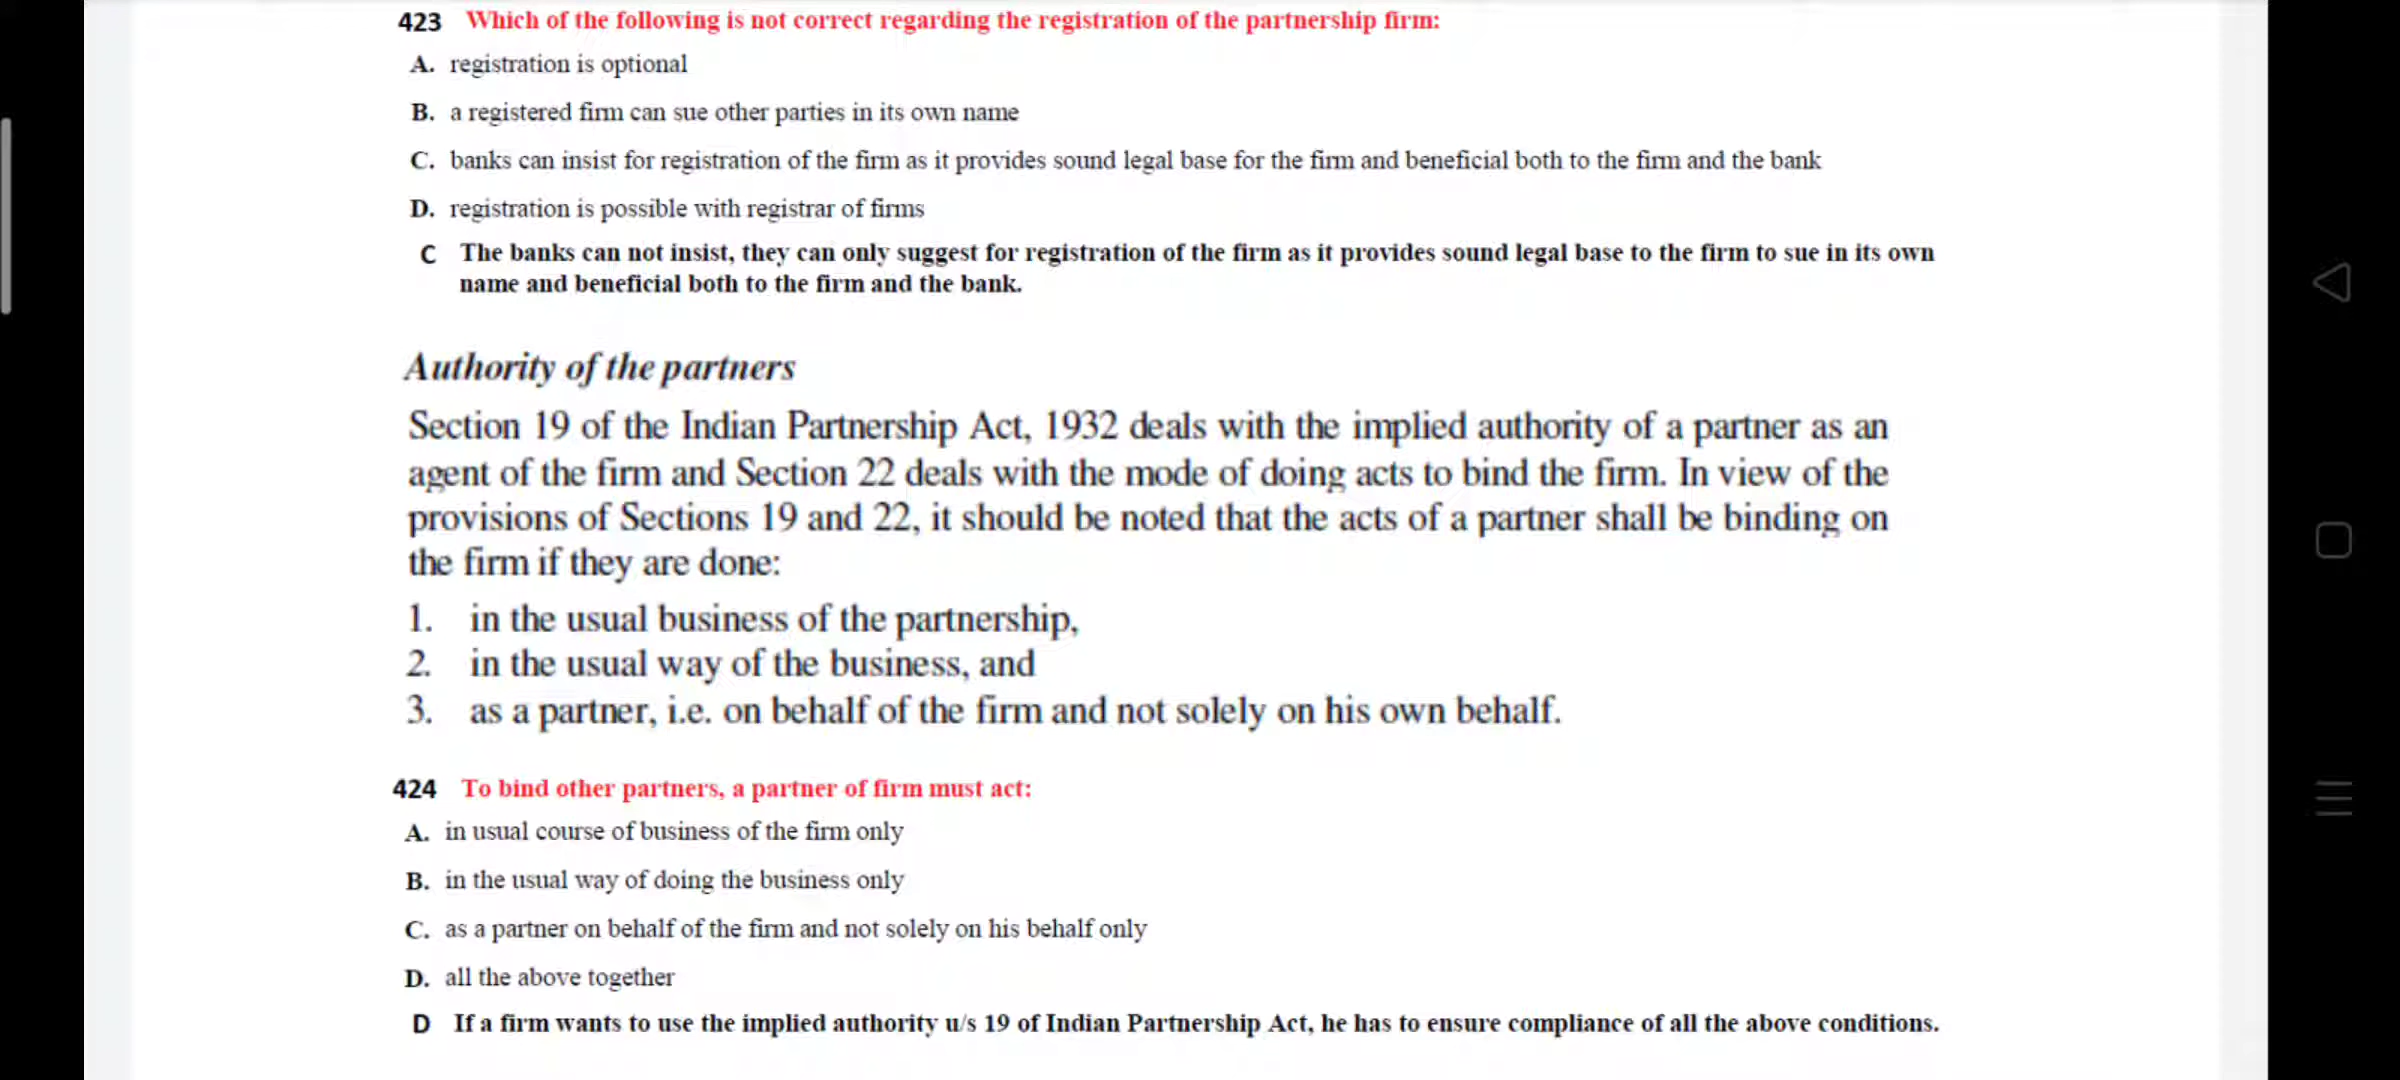 423 Which of the following is not correct regarding the registration of the partnership firm:
A. registration is optional
B. a registered firm can sue other parties in its own name
C. banks can insist for registration of the firm as it provides sound legal base for the firm and beneficial both to the firm and the bank
D. registration is possible with registrar of firms
C The banks can not insist, they can only suggest for registration of the firm as it provides sound legal base to the firm to sue in its own
name and beneficial both to the firm and the bank.
Authority of the partners
Section 19 of the Indian Partnership Act, 1932 deals with the implied authority of a partner as an
agent of the firm and Section 22 deals with the mode of doing acts to bind the firm. In view of the
provisions of Sections 19 and 22, it should be noted that the acts of a partner shall be binding on
the firm if they are done:
1. in the usual business of the partnership,
2. in the usual way of the business, and
3. as a partner, i.e. on behalf of the firm and not solely on his own behalf.
424 To bind other partners, a partner of firm must act:
A. in usual course of business of the firm only
B. in the usual way of doing the business only
C. as a partner on behalf of the firm and not solely on his behalf only
D. all the above together
D If a firm wants to use the implied authority u/s 19 of Indian Partnership Act, he has to ensure compliance of all the above conditions.